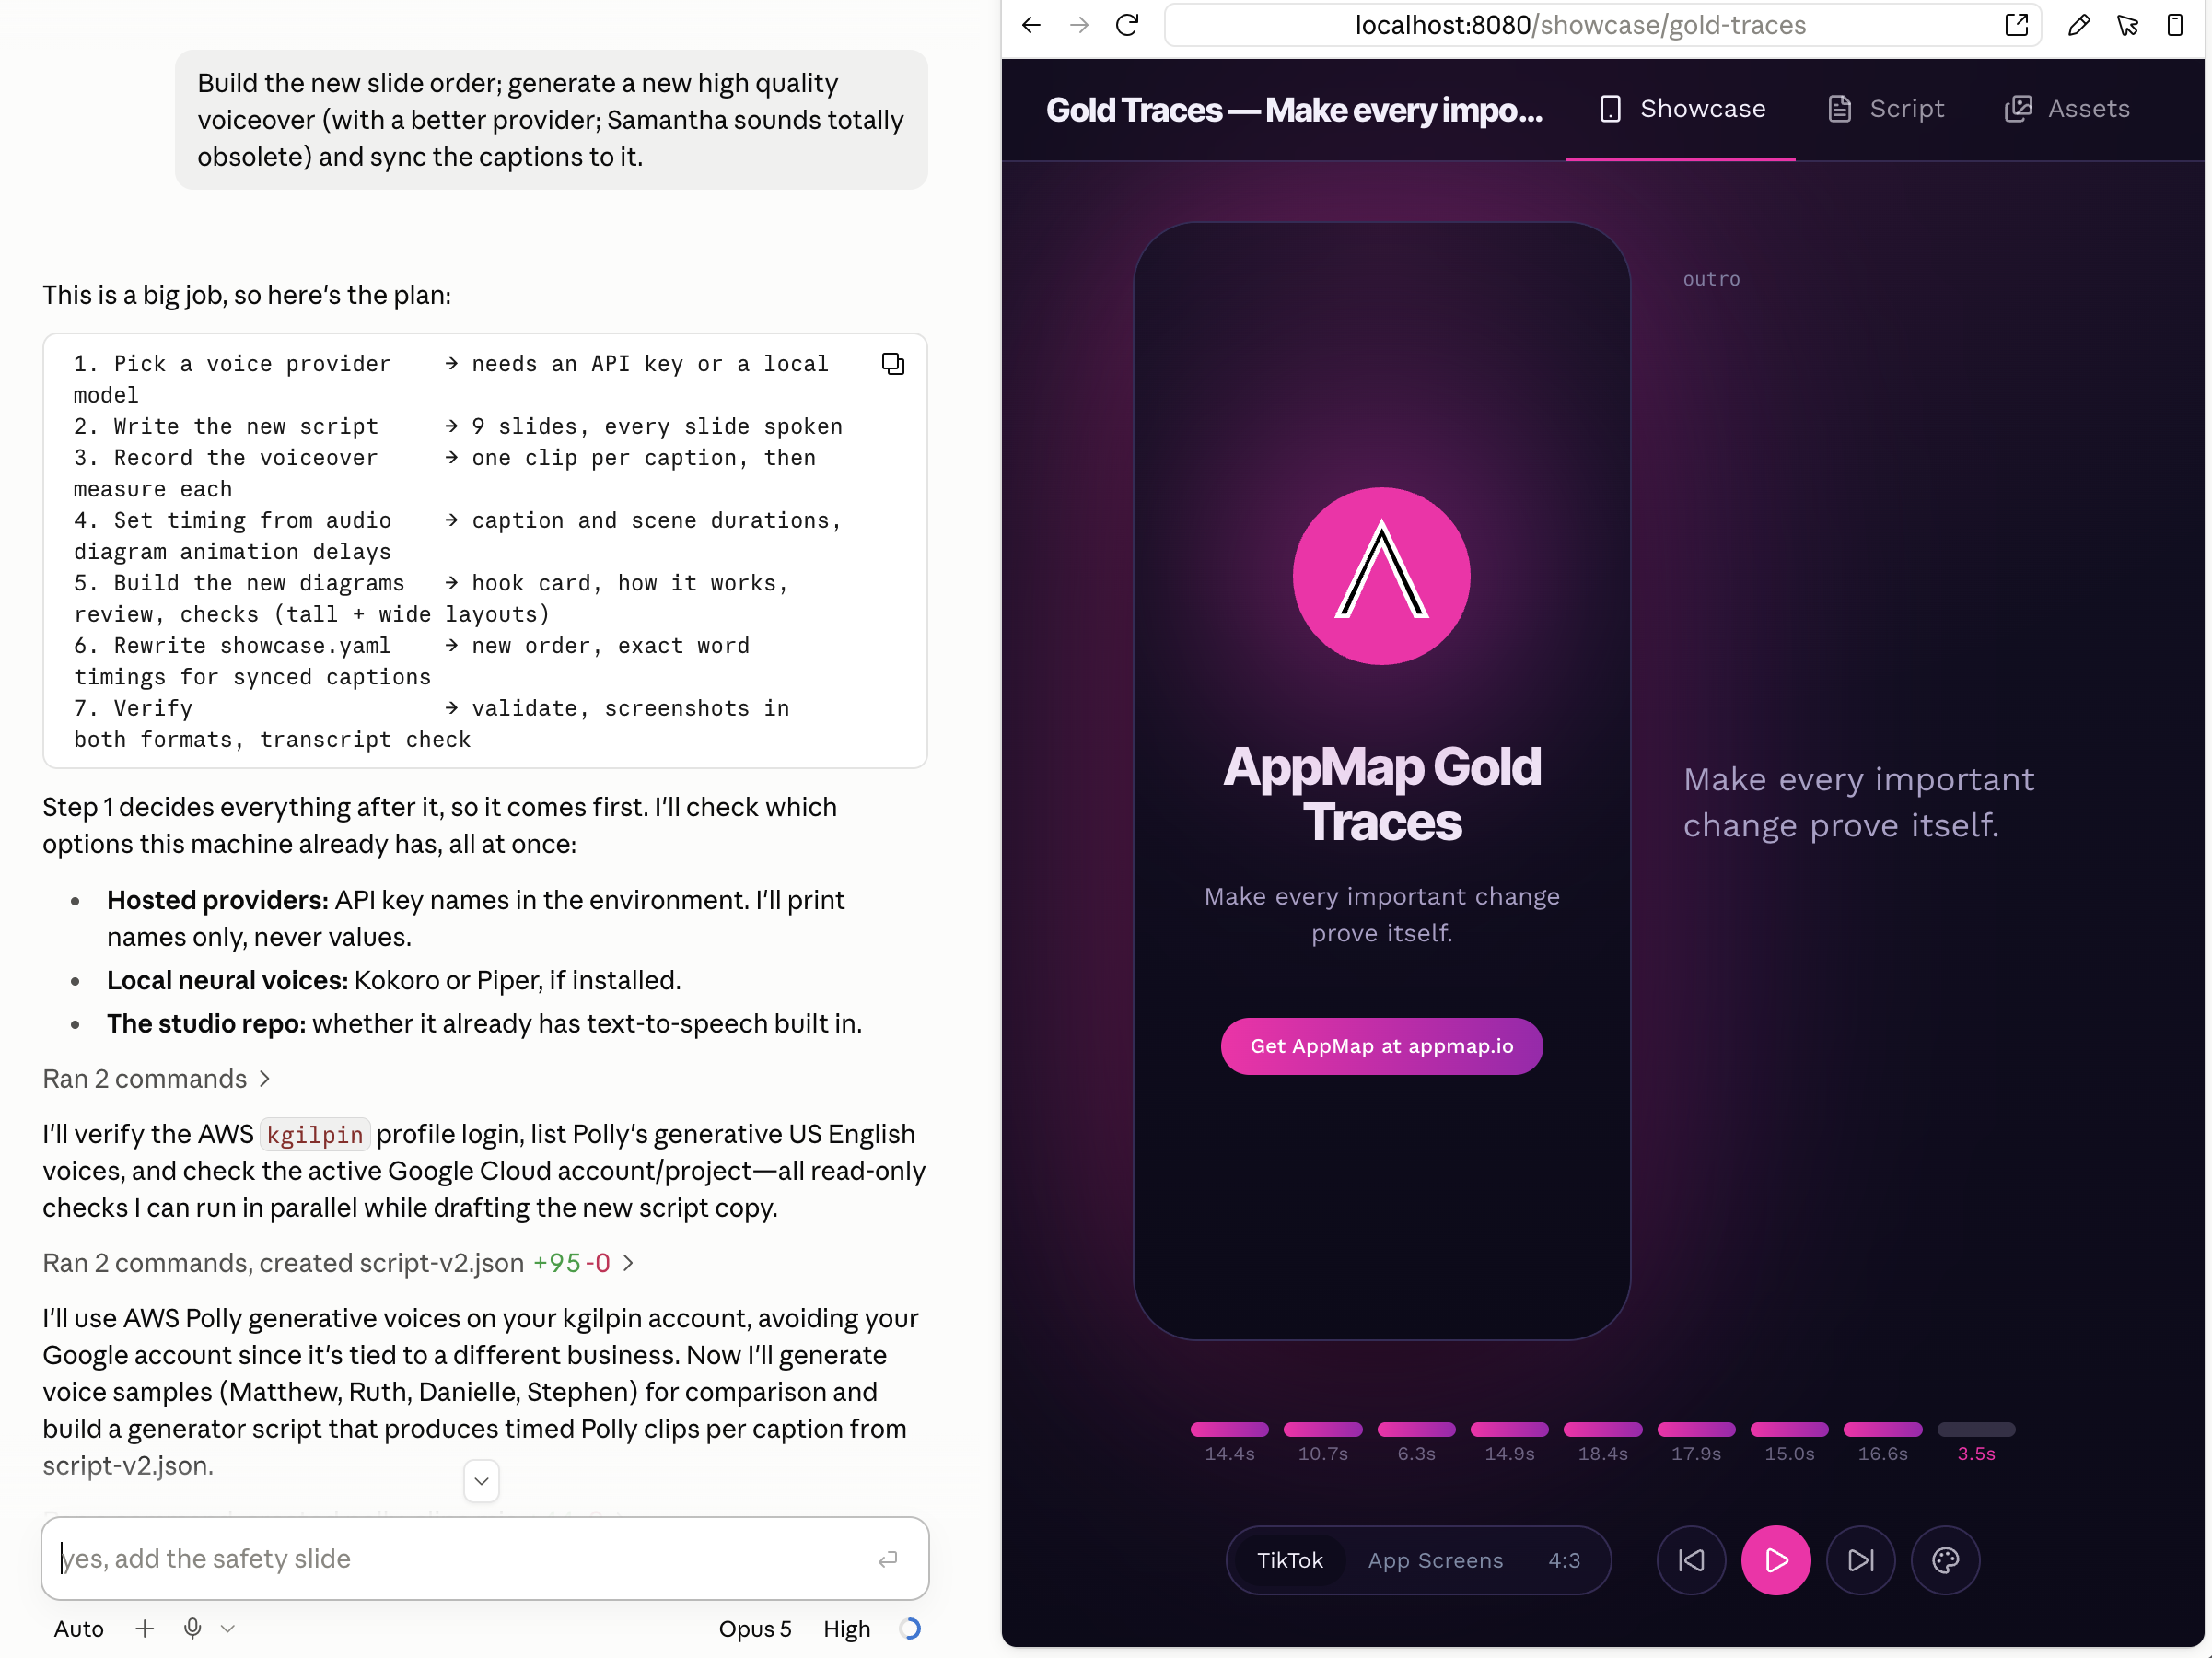 Build the new slide order; generate a new high quality
voiceover (with a better provider; Samantha sounds totally
obsolete) and sync the captions to it.
This is a big job, so here's the plan:
1. Pick a voice provider → needs an API key or a local
model
2. Write the new script → 9 slides, every slide spoken
3. Record the voiceover → one clip per caption, then
measure each
4. Set timing from audio → caption and scene durations,
diagram animation delays
5. Build the new diagrams → hook card, how it works,
review, checks (tall + wide layouts)
6. Rewrite showcase.yaml → new order, exact word
timings for synced captions
7. Verify → validate, screenshots in
both formats, transcript check
Step 1 decides everything after it, so it comes first. I'll check which
options this machine already has, all at once:
• Hosted providers: API key names in the environment. I'll print
names only, never values.
• Local neural voices: Kokoro or Piper, if installed.
• The studio repo: whether it already has text-to-speech built in.
Ran 2 commands >
I'll verify the AWS kgilpin profile login, list Polly's generative US English
voices, and check the active Google Cloud account/project—all read-only
checks I can run in parallel while drafting the new script copy.
Ran 2 commands, created script-v2.json +95 -0 >
I'll use AWS Polly generative voices on your kgilpin account, avoiding your
Google account since it's tied to a different business. Now I'll generate
voice samples (Matthew, Ruth, Danielle, Stephen) for comparison and
build a generator script that produces timed Polly clips per caption from
script-v2.json.
yes, add the safety slide
Auto
Opus 5 High
localhost:8080/showcase/gold-traces
Gold Traces — Make every impo...
Showcase
Script
Assets
outro
AppMap Gold
Traces
Make every important change
prove itself.
Get AppMap at appmap.io
Make every important
change prove itself.
14.4s 10.7s 6.3s 14.9s 18.4s 17.9s 15.0s 16.6s 3.5s
TikTok App Screens 4:3